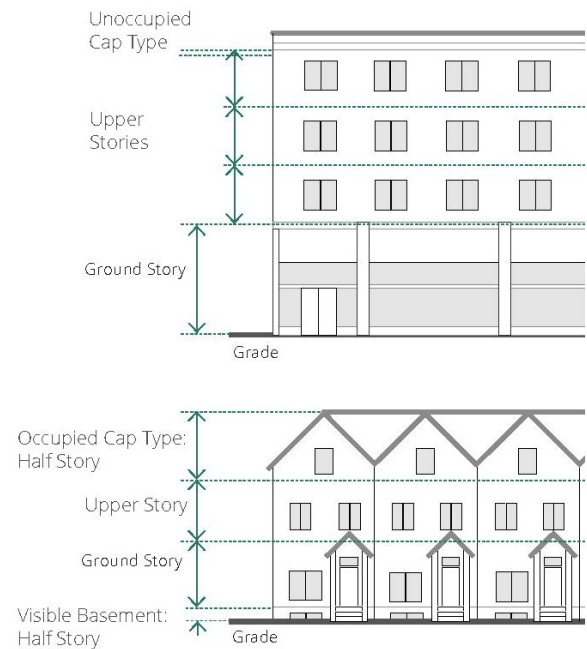 Unoccupied
Cap Type
Upper
Stories
Ground Story
Grade
Occupied Cap Type:
Half Story
Upper Story
Ground Story
Visible Basement:
Half Story
Grade